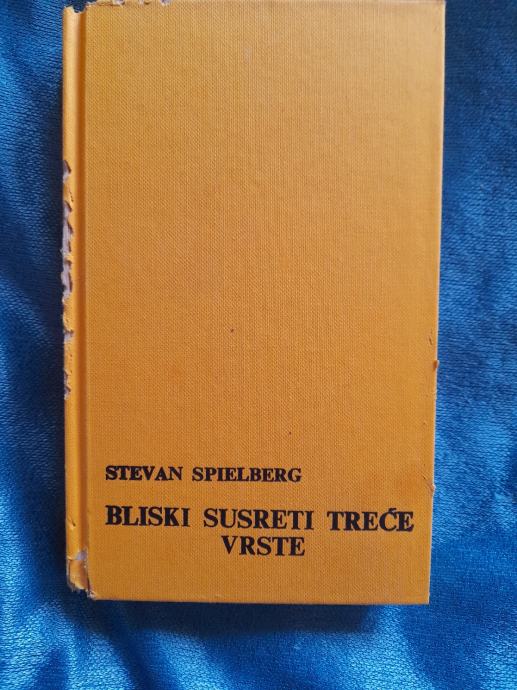 STEVAN SPIELBERG
BLISKI SUSRETI TREĆE
VRSTE